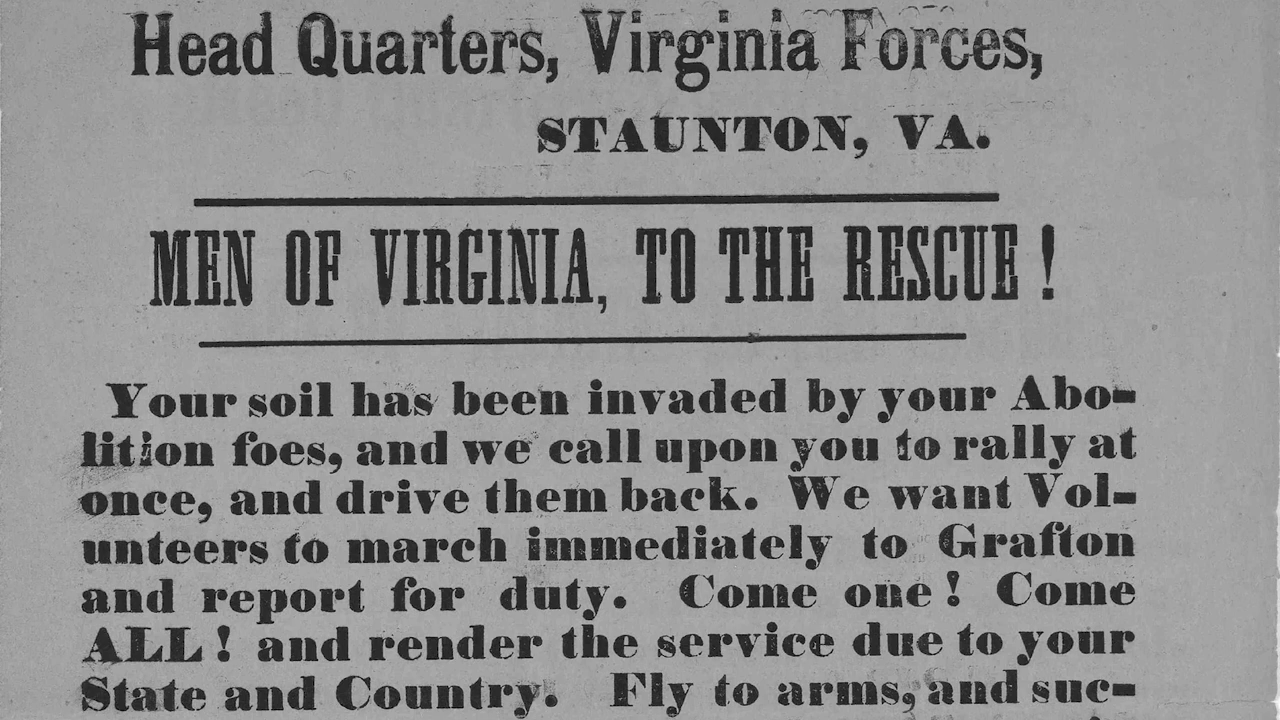 Head Quarters, Virginia Forces,
STAUNTON, VA.
MEN OF VIRGINIA, TO THE RESCUE !
Your soil has been invaded by your Abo-
lition foes, and we call upon you to rally at
once, and drive them back. We want Vol-
unteers to march immediately to Grafton
and report for duty. Come one ! Come
ALL ! and render the service due to your
State and Country. Fly to arms, and suc-